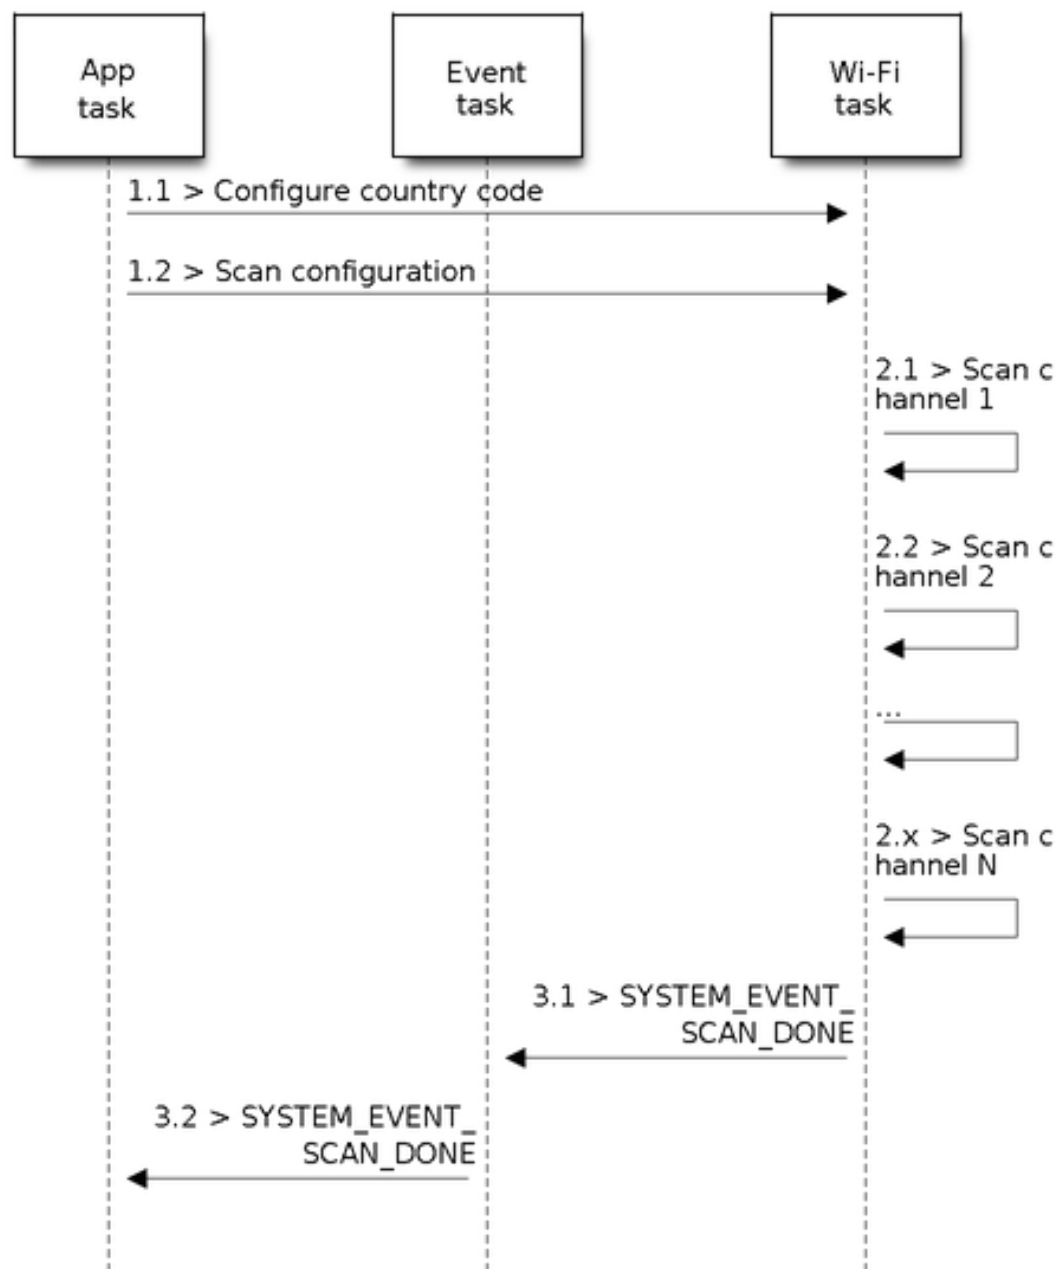 App
task
Event
task
Wi-Fi
task
1.1 > Configure country code
1.2 > Scan configuration
2.1 > Scan c
hannel 1
2.2 > Scan c
hannel 2
...
2.x > Scan c
hannel N
3.1 > SYSTEM_EVENT_
SCAN_DONE
3.2 > SYSTEM_EVENT_
SCAN_DONE